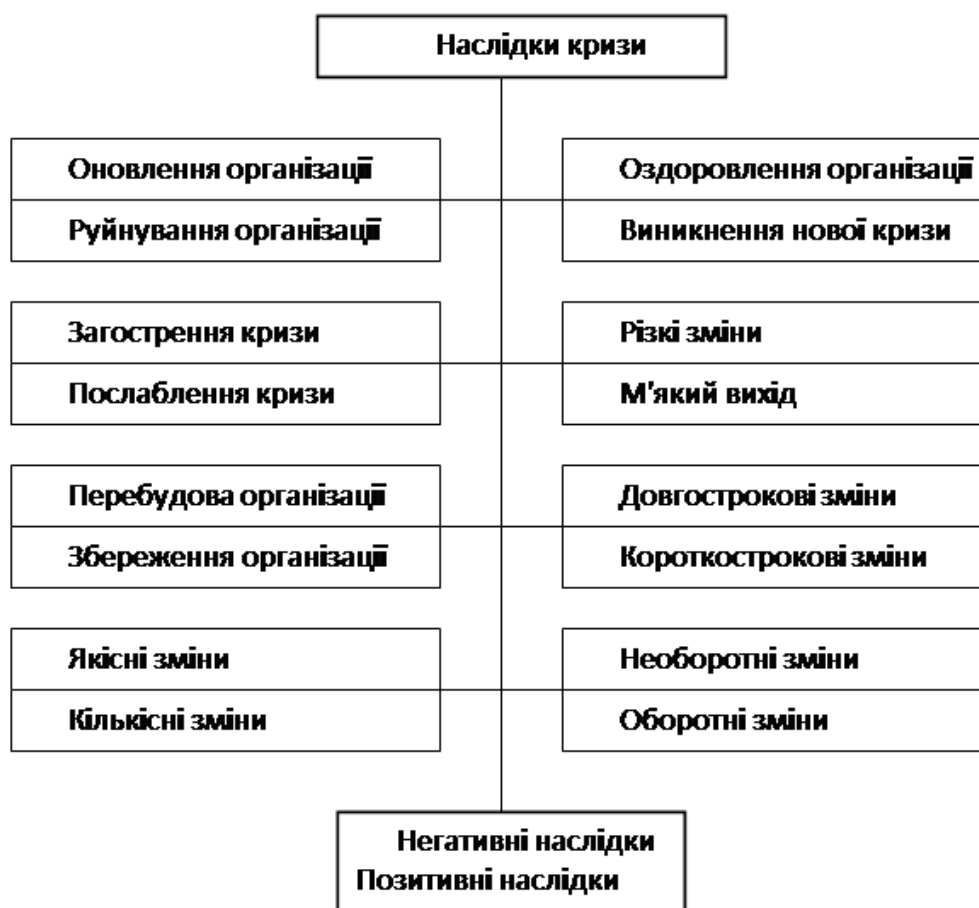 Наслідки кризи
Оновлення організації
Руйнування організації
Оздоровлення організації
Виникнення нової кризи
Загострення кризи
Послаблення кризи
Різкі зміни
М'який вихід
Перебудова організації
Збереження організації
Довгострокові зміни
Короткострокові зміни
Якісні зміни
Кількісні зміни
Необоротні зміни
Оборотні зміни
Негативні наслідки
Позитивні наслідки